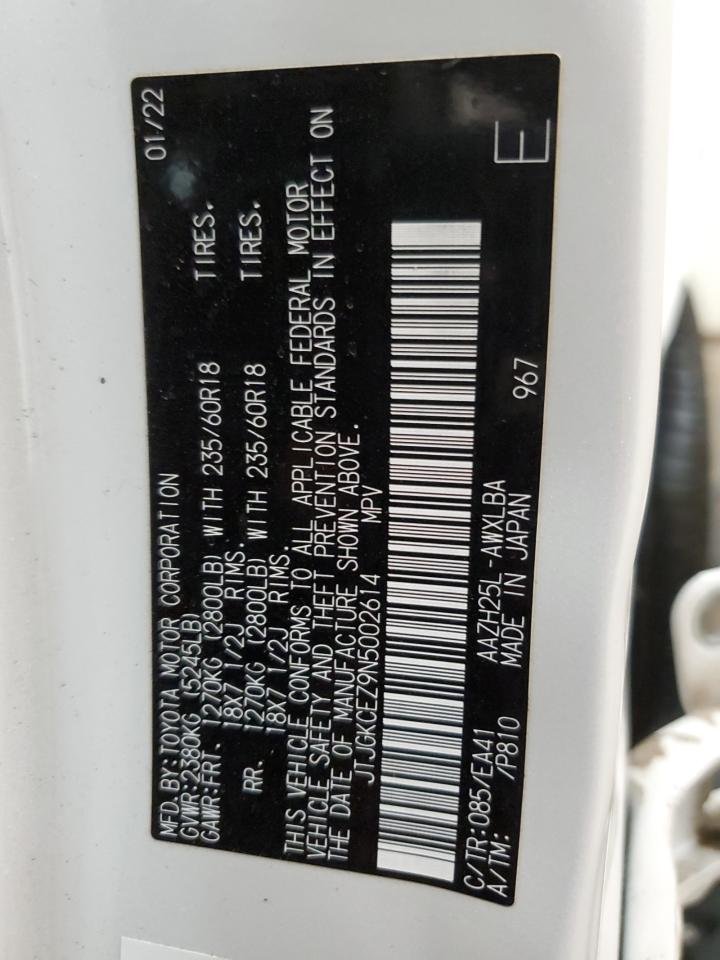 MFD. BY: TOYOTA MOTOR CORPORATION 01/22
GVWR: 2380KG (5245LB)
GAWR: FRT. 1270KG (2800LB) WITH 235/60R18 TIRES.
18X7 1/2J RIMS.
RR. 1270KG (2800LB) WITH 235/60R18 TIRES.
18X7 1/2J RIMS.
THIS VEHICLE CONFORMS TO ALL APPLICABLE FEDERAL MOTOR
VEHICLE SAFETY AND THEFT PREVENTION STANDARDS IN EFFECT ON
THE DATE OF MANUFACTURE SHOWN ABOVE.
JTJGKCEZ9N5002614 MPV
C/TR: 085/EA41 AAZH25L-AWXLBA
A/TM: /P810 MADE IN JAPAN 967 E